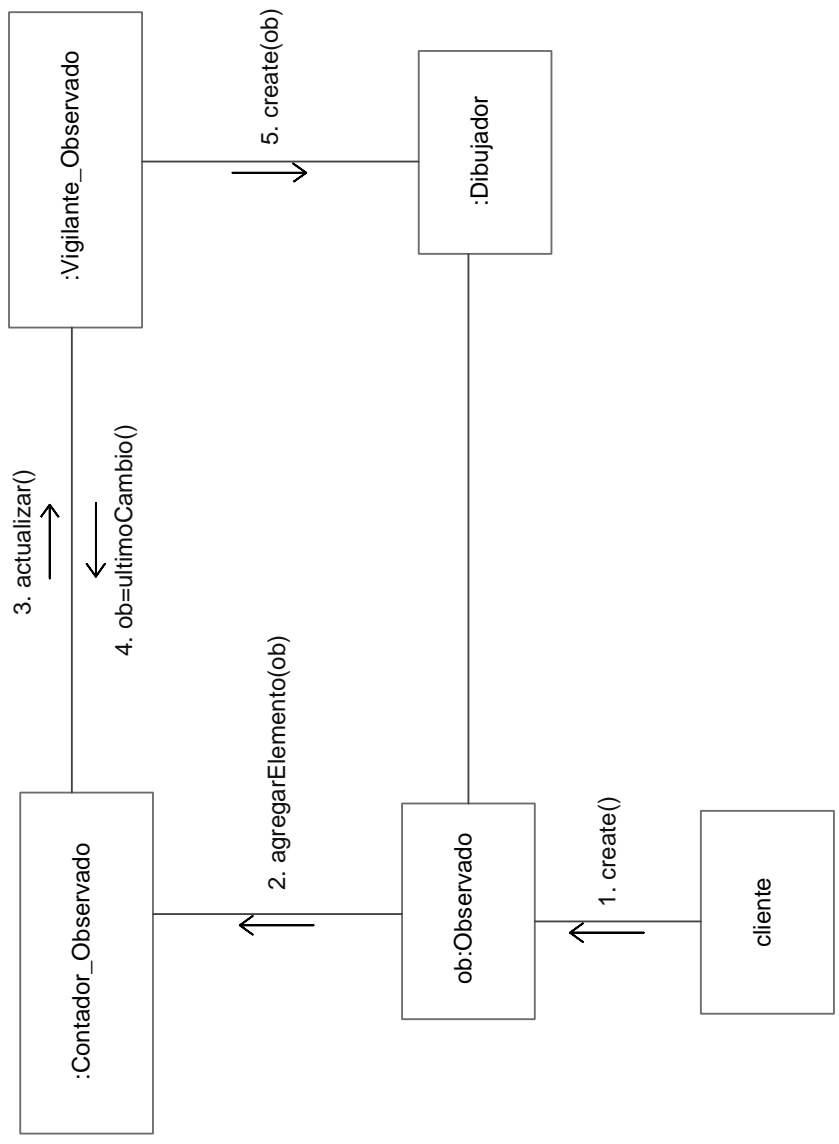 cliente
1. create()
ob:Observado
2. agregarElemento(ob)
:Contador_Observado
3. actualizar()
4. ob=ultimoCambio()
:Vigilante_Observado
5. create(ob)
:Dibujador